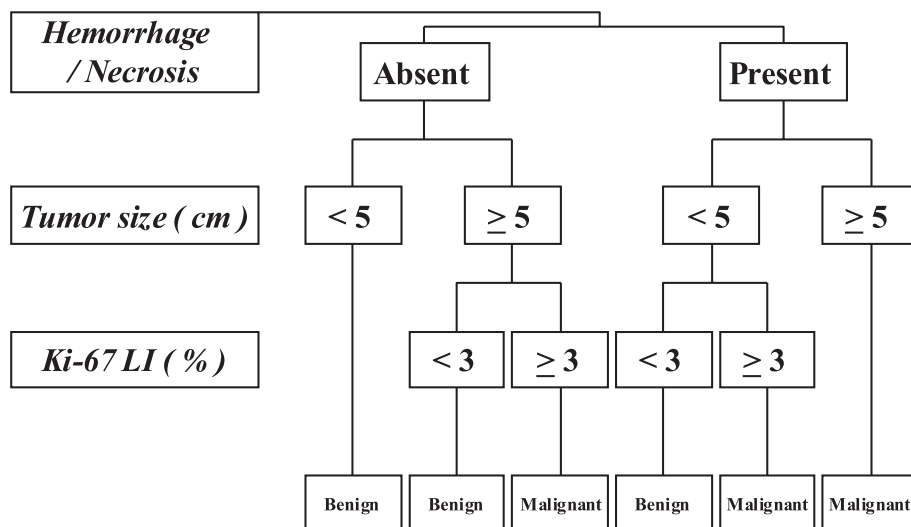 Hemorrhage
/ Necrosis
Absent
Present
Tumor size ( cm )
< 5
≥ 5
< 5
≥ 5
Ki-67 LI ( % )
< 3
≥ 3
< 3
≥ 3
Benign
Benign
Malignant
Benign
Malignant
Malignant